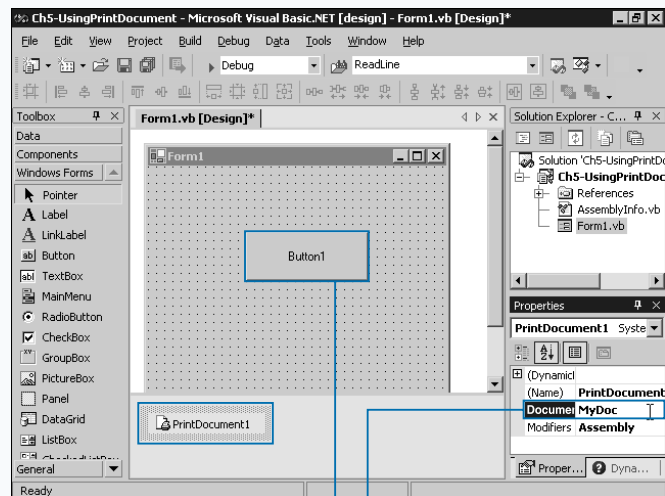 Ch5-UsingPrintDocument - Microsoft Visual Basic.NET [design] - Form1.vb [Design]*
File Edit View Project Build Debug Data Tools Window Help
Debug ReadLine
Toolbox
Data
Components
Windows Forms
Pointer
Label
LinkLabel
Button
TextBox
MainMenu
RadioButton
CheckBox
GroupBox
PictureBox
Panel
DataGrid
ListBox
CheckedListBox
General
Form1.vb [Design]*
Form1
Button1
PrintDocument1
Solution Explorer - C...
Solution 'Ch5-UsingPrintDo
Ch5-UsingPrintDoc
References
AssemblyInfo.vb
Form1.vb
Properties
PrintDocument1 Syste
(Dynamicl
(Name) PrintDocument
Documer MyDoc
Modifiers Assembly
Proper... Dyna...
Ready